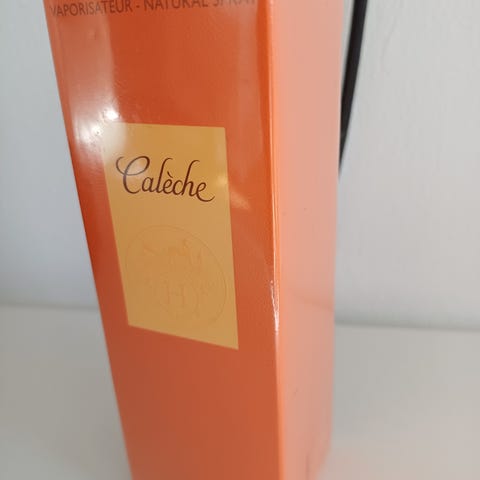 VAPORISATEUR - NATURAL SPRAY
Calèche
H